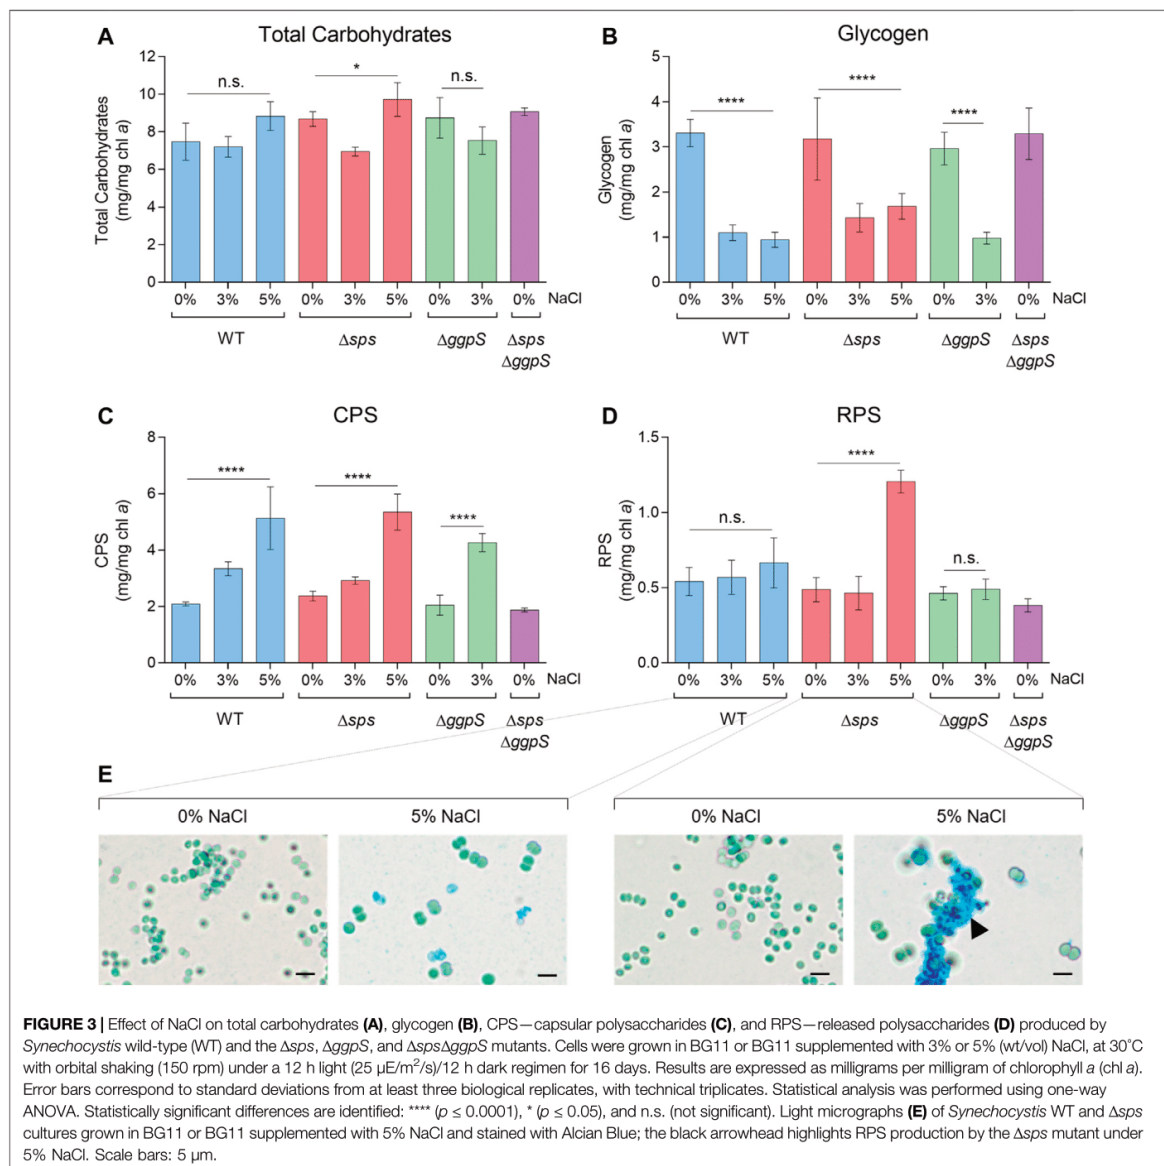 A Total Carbohydrates
Total Carbohydrates
(mg/mg chl a)
12
10
8
6
4
2
0
n.s.
*
n.s.
0% 3% 5% 0% 3% 5% 0% 3% 0% NaCl
WT Δsps ΔggpS Δsps
ΔggpS
B Glycogen
Glycogen
(mg/mg chl a)
5
4
3
2
1
0
****
****
****
0% 3% 5% 0% 3% 5% 0% 3% 0% NaCl
WT Δsps ΔggpS Δsps
ΔggpS
C CPS
CPS
(mg/mg chl a)
8
6
4
2
0
****
****
****
0% 3% 5% 0% 3% 5% 0% 3% 0% NaCl
WT Δsps ΔggpS Δsps
ΔggpS
D RPS
RPS
(mg/mg chl a)
1.5
1.0
0.5
0.0
n.s.
****
n.s.
0% 3% 5% 0% 3% 5% 0% 3% 0% NaCl
WT Δsps ΔggpS Δsps
ΔggpS
E
0% NaCl 5% NaCl 0% NaCl 5% NaCl
FIGURE 3 | Effect of NaCl on total carbohydrates (A), glycogen (B), CPS—capsular polysaccharides (C), and RPS—released polysaccharides (D) produced by
Synechocystis wild-type (WT) and the Δsps, ΔggpS, and ΔspsΔggpS mutants. Cells were grown in BG11 or BG11 supplemented with 3% or 5% (wt/vol) NaCl, at 30°C
with orbital shaking (150 rpm) under a 12 h light (25 μE/m²/s)/12 h dark regimen for 16 days. Results are expressed as milligrams per milligram of chlorophyll a (chl a).
Error bars correspond to standard deviations from at least three biological replicates, with technical triplicates. Statistical analysis was performed using one-way
ANOVA. Statistically significant differences are identified: **** (p ≤ 0.0001), * (p ≤ 0.05), and n.s. (not significant). Light micrographs (E) of Synechocystis WT and Δsps
cultures grown in BG11 or BG11 supplemented with 5% NaCl and stained with Alcian Blue; the black arrowhead highlights RPS production by the Δsps mutant under
5% NaCl. Scale bars: 5 μm.